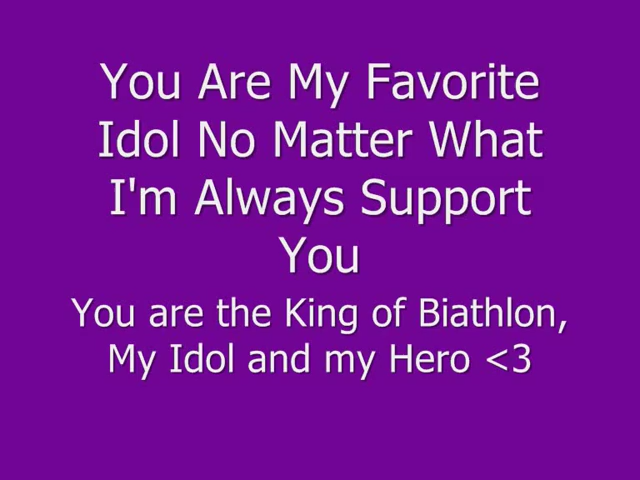 You Are My Favorite
Idol No Matter What
I'm Always Support
You
You are the King of Biathlon,
My Idol and my Hero <3